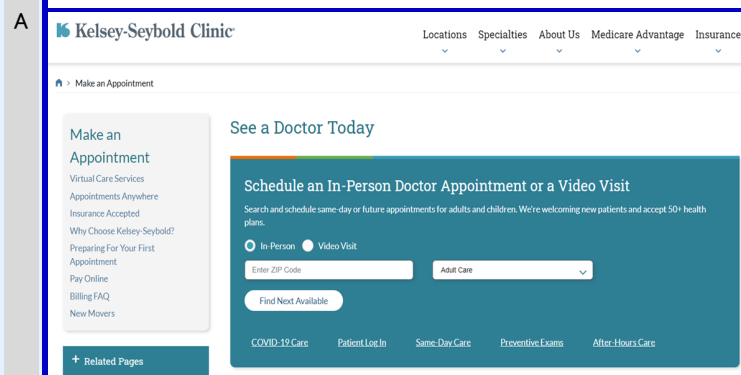 A
Kelsey-Seybold Clinic
Locations Specialties About Us Medicare Advantage Insurance
> Make an Appointment
Make an
Appointment
Virtual Care Services
Appointments Anywhere
Insurance Accepted
Why Choose Kelsey-Seybold?
Preparing For Your First
Appointment
Pay Online
Billing FAQ
New Movers
+ Related Pages
See a Doctor Today
Schedule an In-Person Doctor Appointment or a Video Visit
Search and schedule same-day or future appointments for adults and children. We're welcoming new patients and accept 50+ health
plans.
In-Person Video Visit
Enter ZIP Code Adult Care
Find Next Available
COVID-19 Care Patient Log In Same-Day Care Preventive Exams After-Hours Care